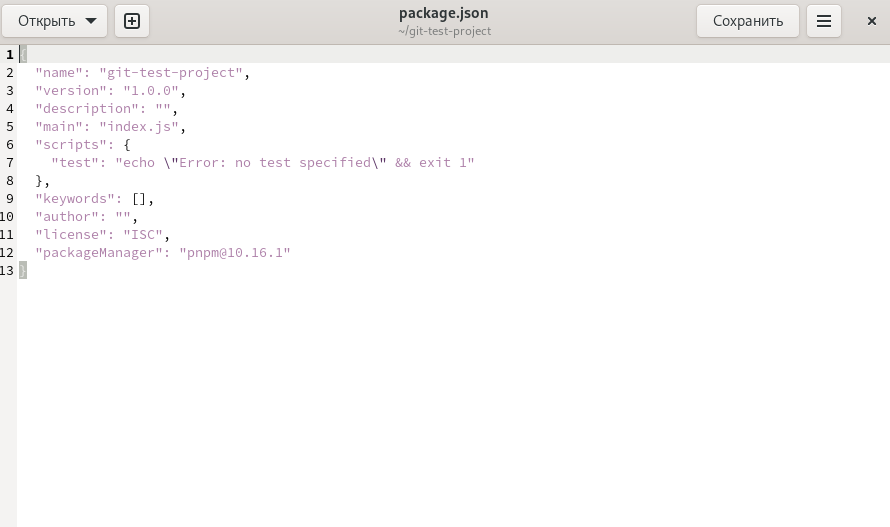 Открыть
package.json
~/git-test-project
Сохранить
1 {
2 "name": "git-test-project",
3 "version": "1.0.0",
4 "description": "",
5 "main": "index.js",
6 "scripts": {
7 "test": "echo \"Error: no test specified\" && exit 1"
8 },
9 "keywords": [],
10 "author": "",
11 "license": "ISC",
12 "packageManager": "pnpm@10.16.1"
13 }